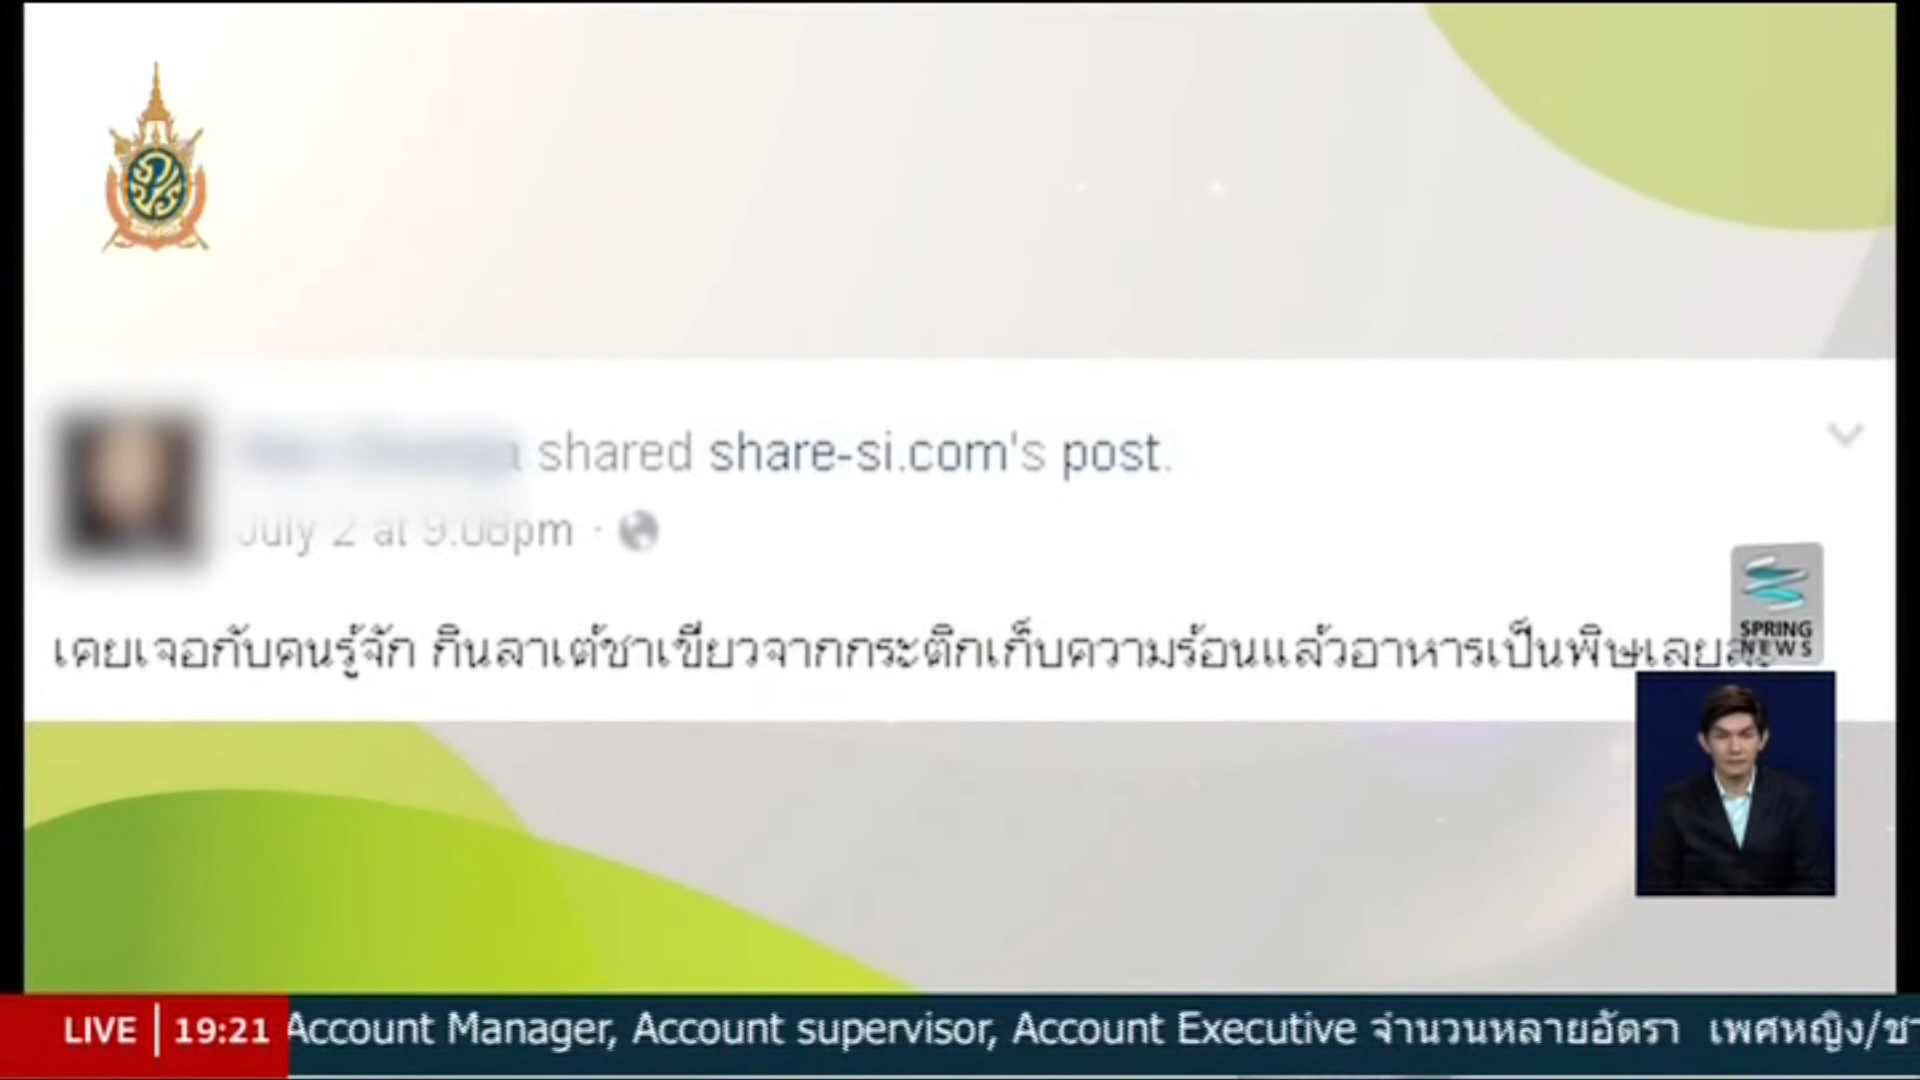 shared share-si.com's post.
July 2 at 9:08pm ·
เคยเจอกับคนรู้จัก กินลาเต้ชาเขียวจากกระติกเก็บความร้อนแล้วอาหารเป็นพิษเลยละ
SPRING
NEWS
LIVE 19:21 Account Manager, Account supervisor, Account Executive จำนวนหลายอัตรา เพศหญิง/ชา